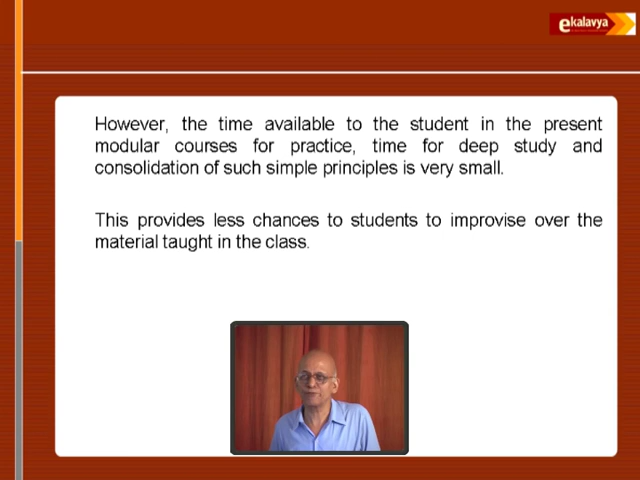 ekalavya
However, the time available to the student in the present
modular courses for practice, time for deep study and
consolidation of such simple principles is very small.
This provides less chances to students to improvise over the
material taught in the class.